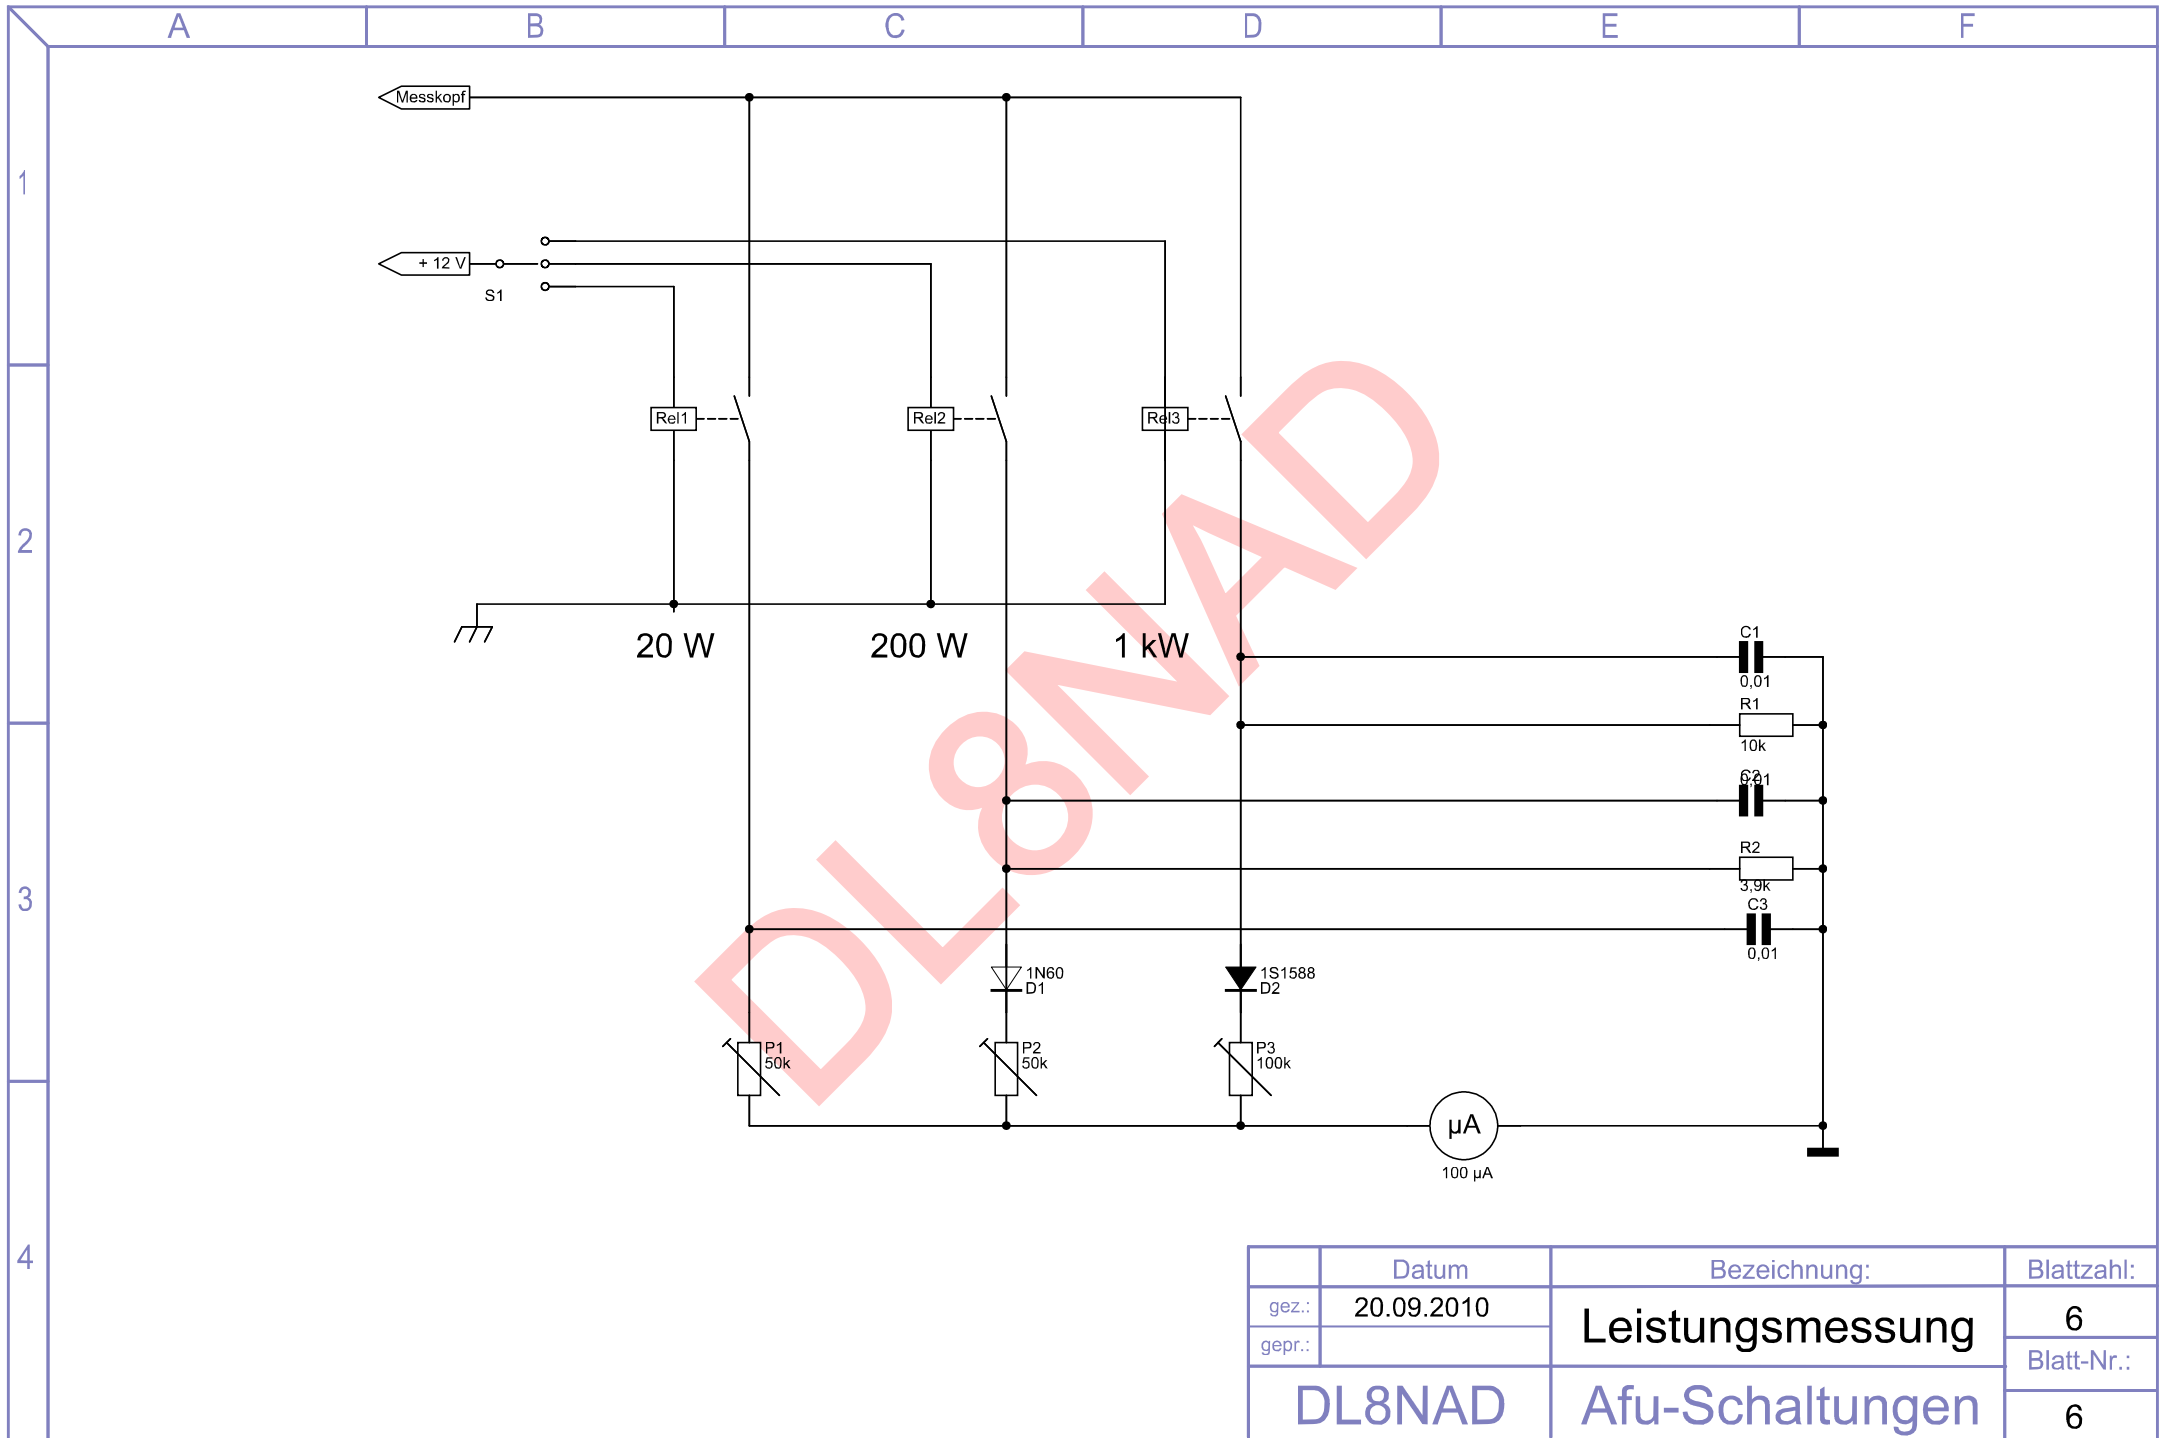 A B C D E F
1
2
3
4
Messkopf
+ 12 V
S1
Rel1
Rel2
Rel3
20 W
200 W
1 kW
C1
0,01
R1
10k
C2
0,01
R2
3,9k
C3
0,01
1N60
D1
1S1588
D2
P1
50k
P2
50k
P3
100k
µA
100 µA
DL8NAD
Datum
Bezeichnung:
Blattzahl:
gez.:
20.09.2010
Leistungsmessung
6
gepr.:
Blatt-Nr.:
DL8NAD
Afu-Schaltungen
6